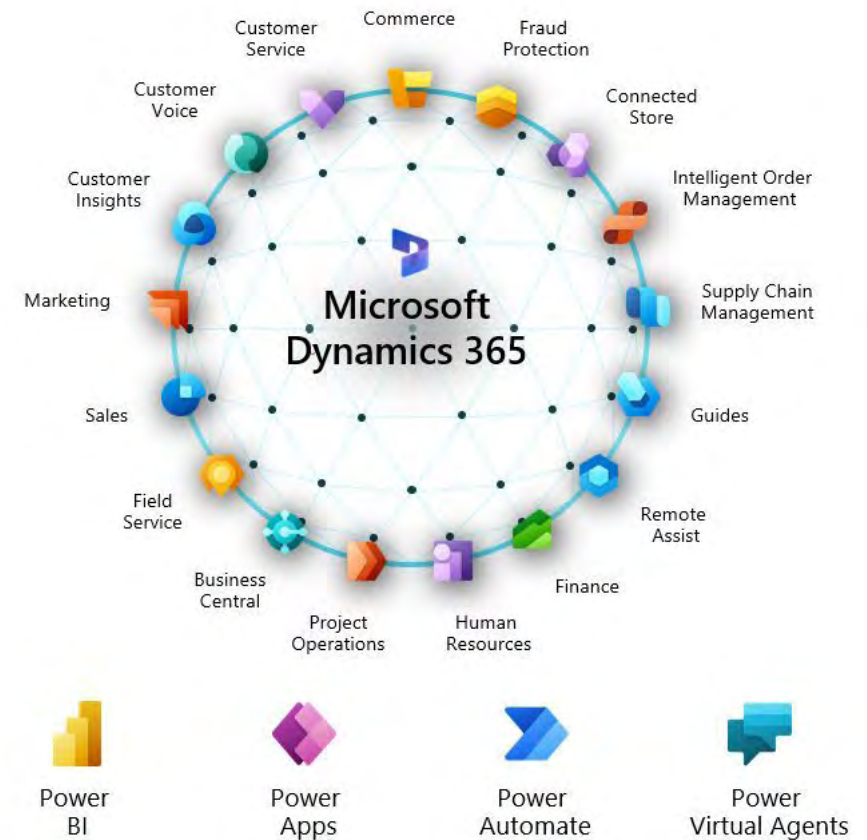 Commerce
Fraud
Protection
Connected
Store
Intelligent Order
Management
Supply Chain
Management
Guides
Remote
Assist
Finance
Human
Resources
Project
Operations
Business
Central
Field
Service
Sales
Marketing
Customer
Insights
Customer
Voice
Customer
Service
Microsoft
Dynamics 365
Power
BI
Power
Apps
Power
Automate
Power
Virtual Agents